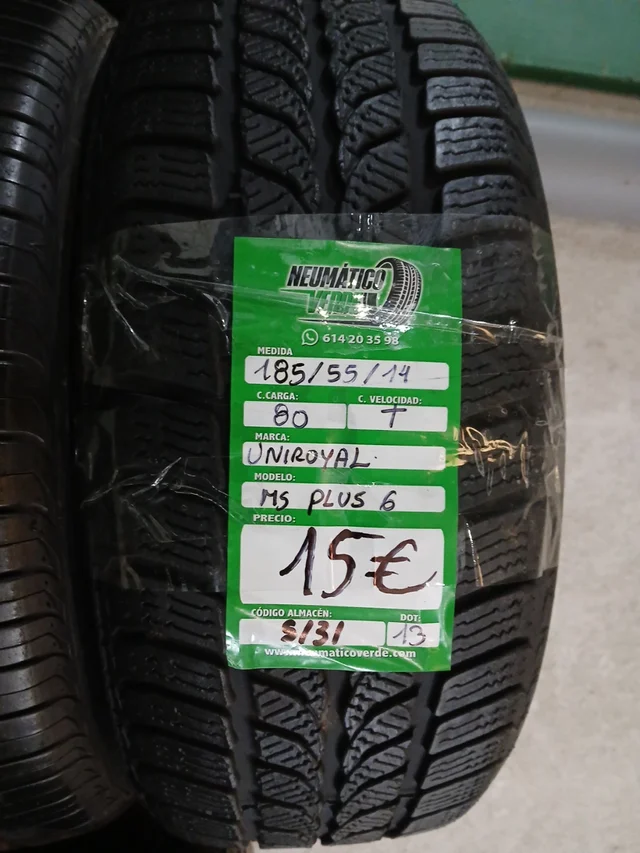 NEUMÁTICO
VERDE
614 20 35 98
MEDIDA
185/55/14
C.CARGA: C. VELOCIDAD:
80 T
MARCA:
UNIROYAL.
MODELO:
MS PLUS 6
PRECIO:
15€
CÓDIGO ALMACÉN: DOT:
S/31 13
www.neumaticoverde.com